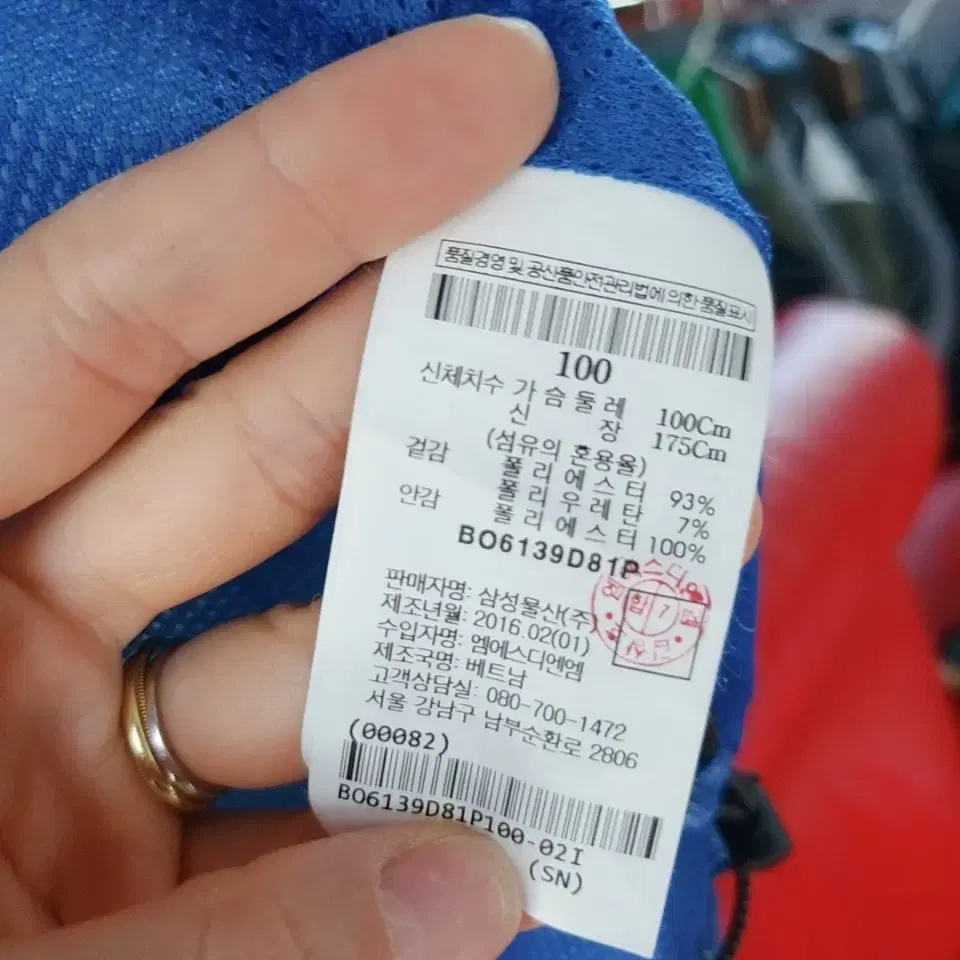 품질경영 및 공산품안전관리법에 의한 품질표시
100
신체치수 가 슴 둘 레 100Cm
신 장 175Cm
(섬유의 혼용율)
겉감 폴 리 에 스 터 93%
폴 리 우 레 탄 7%
안감 폴 리 에 스 터 100%
BO6139D81P
판매자명: 삼성물산(주)
제조년월: 2016.02(01)
수입자명: 엠에스디엔엠
제조국명: 베트남
고객상담실: 080-700-1472
서울 강남구 남부순환로 2806
(00082)
BO6139D81P100-02I
(SN)